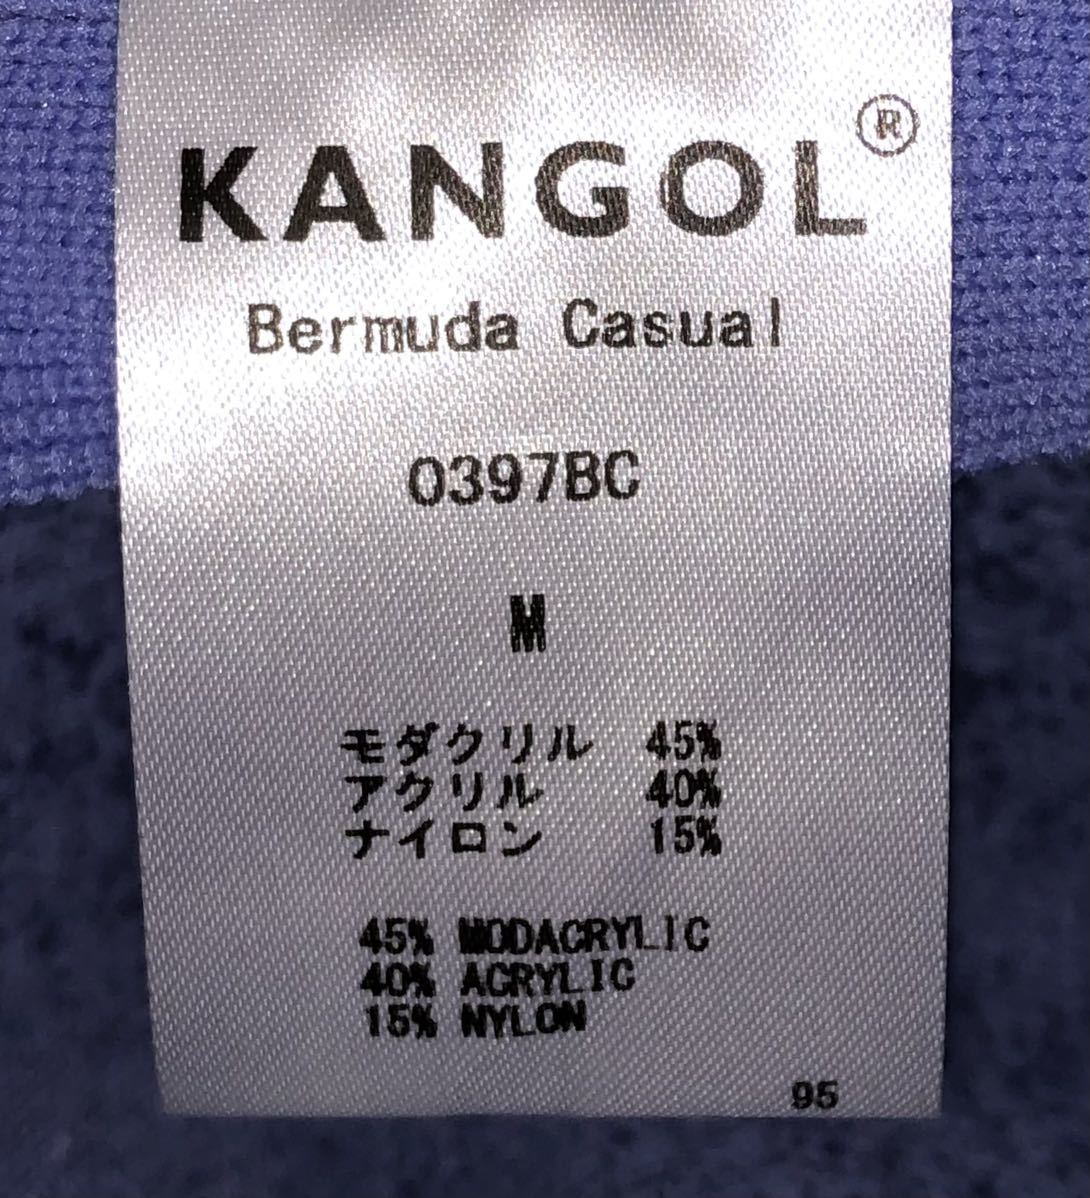 KANGOL®
Bermuda Casual
0397BC
M
モダクリル 45%
アクリル 40%
ナイロン 15%
45% MODACRYLIC
40% ACRYLIC
15% NYLON
95